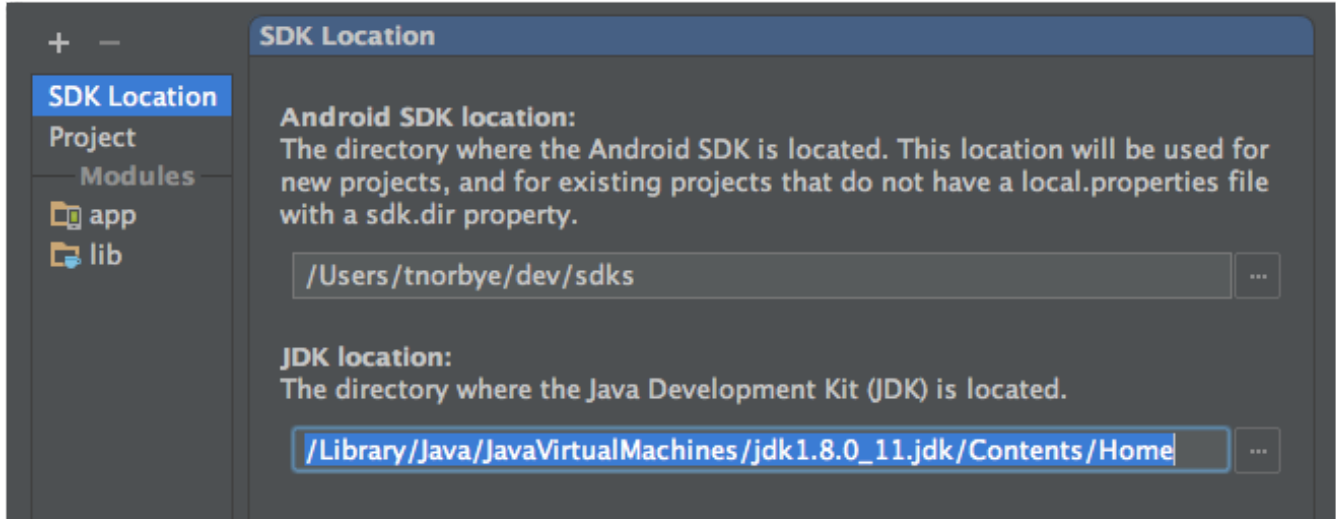 SDK Location
Project
Modules
app
lib
SDK Location
Android SDK location:
The directory where the Android SDK is located. This location will be used for
new projects, and for existing projects that do not have a local.properties file
with a sdk.dir property.
/Users/tnorbye/dev/sdks
...
JDK location:
The directory where the Java Development Kit (JDK) is located.
/Library/Java/JavaVirtualMachines/jdk1.8.0_11.jdk/Contents/Home
...